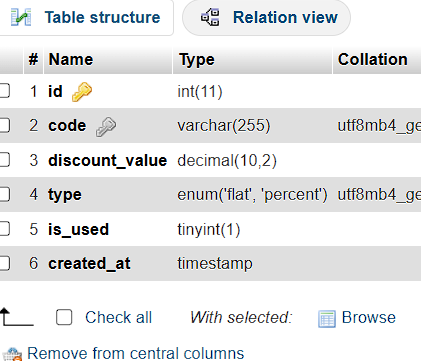 Table structure Relation view
# Name Type Collation
1 id int(11)
2 code varchar(255) utf8mb4_ge
3 discount_value decimal(10,2)
4 type enum('flat', 'percent') utf8mb4_ge
5 is_used tinyint(1)
6 created_at timestamp
Check all With selected: Browse
Remove from central columns